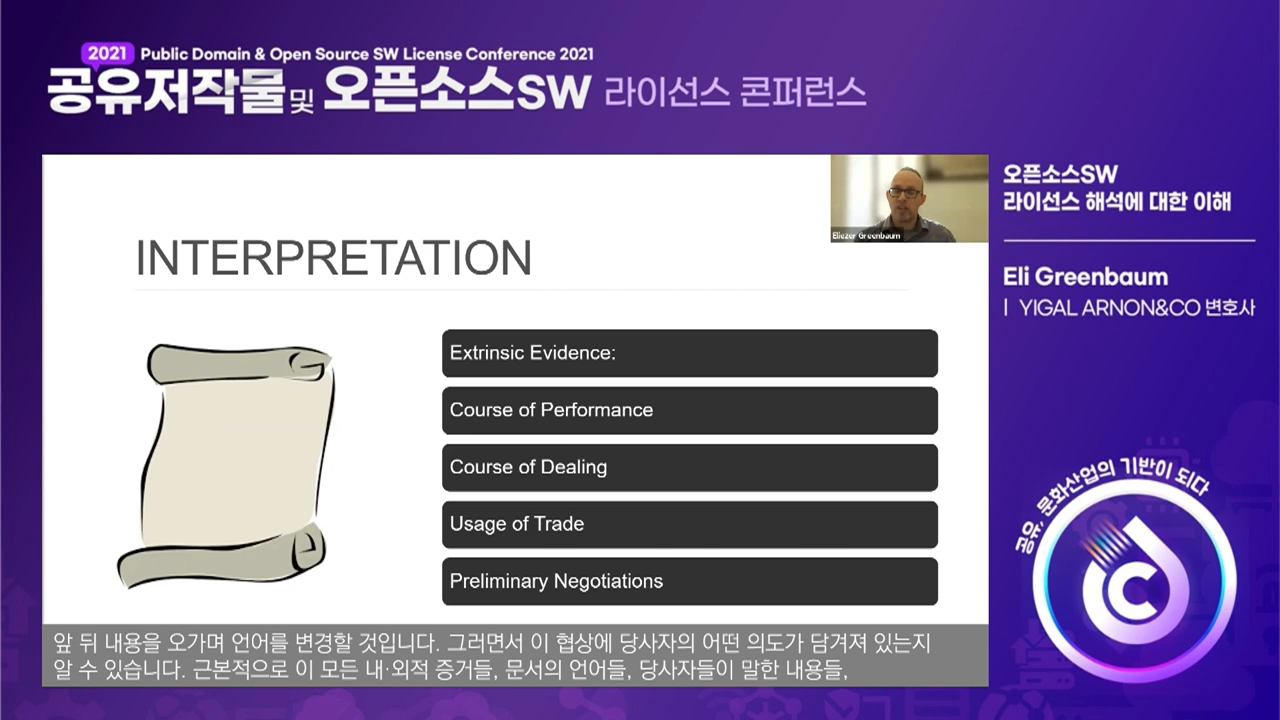 2021 Public Domain & Open Source SW License Conference 2021
공유저작물 및 오픈소스SW 라이선스 콘퍼런스
Eliezer Greenbaum
오픈소스SW
라이선스 해석에 대한 이해
Eli Greenbaum
| YIGAL ARNON&CO 변호사
INTERPRETATION
Extrinsic Evidence:
Course of Performance
Course of Dealing
Usage of Trade
Preliminary Negotiations
공유, 문화산업의 기반이 되다
앞 뒤 내용을 오가며 언어를 변경할 것입니다. 그러면서 이 협상에 당사자의 어떤 의도가 담겨져 있는지
알 수 있습니다. 근본적으로 이 모든 내·외적 증거들, 문서의 언어들, 당사자들이 말한 내용들,